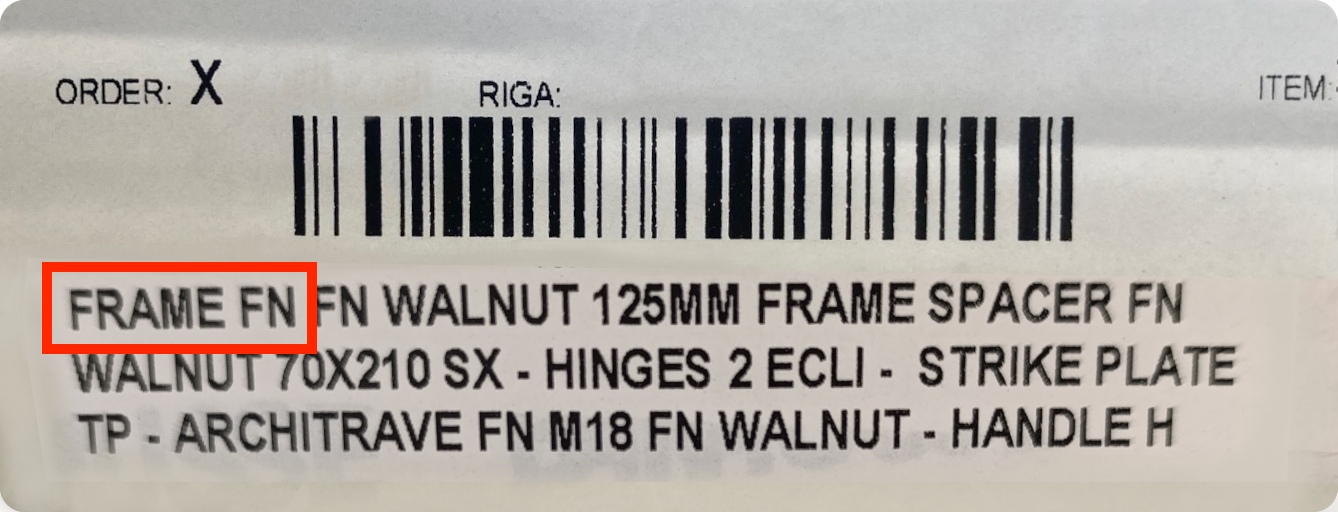 ORDER: X RIGA: ITEM:
FRAME FN FN WALNUT 125MM FRAME SPACER FN
WALNUT 70X210 SX - HINGES 2 ECLI - STRIKE PLATE
TP - ARCHITRAVE FN M18 FN WALNUT - HANDLE H